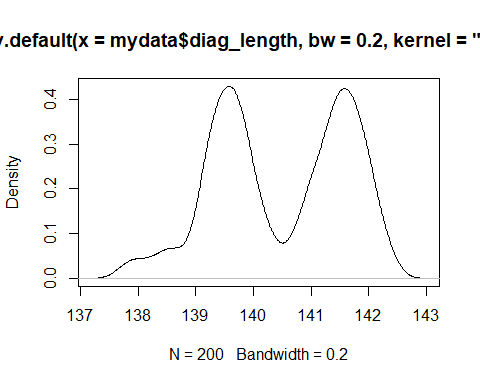 y.default(x = mydata$diag_length, bw = 0.2, kernel = "
Density
0.4
0.3
0.2
0.1
0.0
137 138 139 140 141 142 143
N = 200 Bandwidth = 0.2